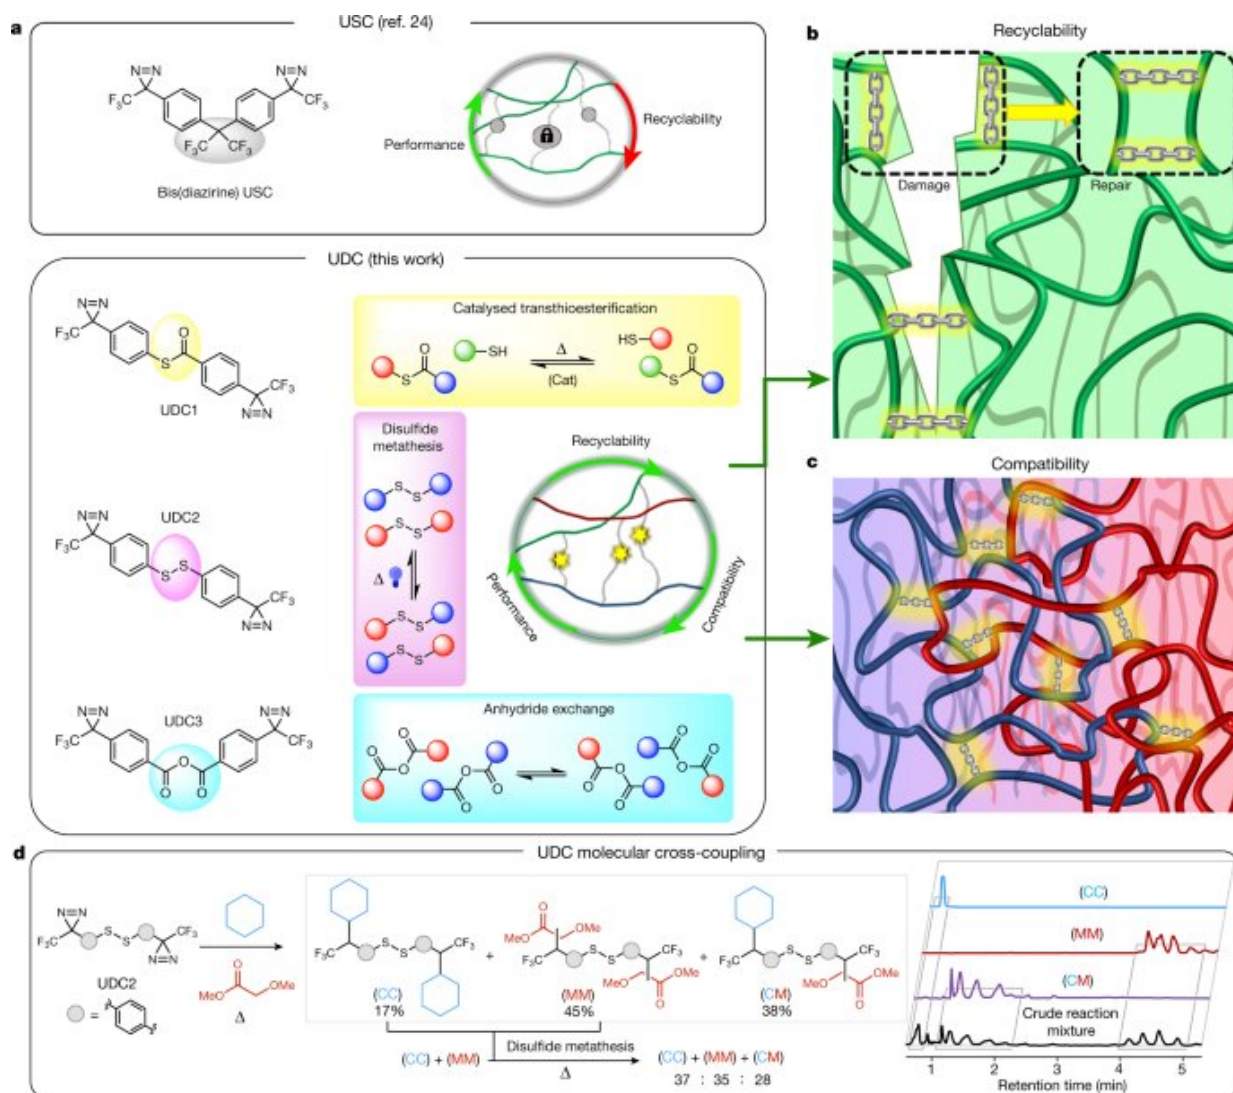 a
USC (ref. 24)
N=N
N=N
F₃C
CF₃
F₃C CF₃
Bis(diazirine) USC
Performance
Recyclability
UDC (this work)
N=N
F₃C
O
S
CF₃
N=N
UDC1
Catalysed transthioesterification
O
S
SH
Δ
(Cat)
HS
O
S
UDC2
N=N
F₃C
S–S
CF₃
N=N
Disulfide
metathesis
S–S
S–S
Δ
S–S
S–S
Recyclability
Performance
Compatibility
UDC3
N=N
N=N
F₃C
CF₃
O
O O
Anhydride exchange
O
O
O
O
O
O
O
O
O
O
O
O
b
Recyclability
Damage
Repair
c
Compatibility
d
UDC molecular cross-coupling
N=N
F₃C
S–S
CF₃
N=N
UDC2
=
O
MeO
OMe
Δ
F₃C
S–S
CF₃
(CC)
17%
+
O
MeO
OMe
F₃C
S–S
CF₃
O
MeO
OMe
(MM)
45%
+
F₃C
S–S
CF₃
O
MeO
OMe
(CM)
38%
(CC) + (MM)
Disulfide metathesis
Δ
(CC) + (MM) + (CM)
37 : 35 : 28
(CC)
(MM)
(CM)
Crude reaction
mixture
1 2 3 4 5
Retention time (min)